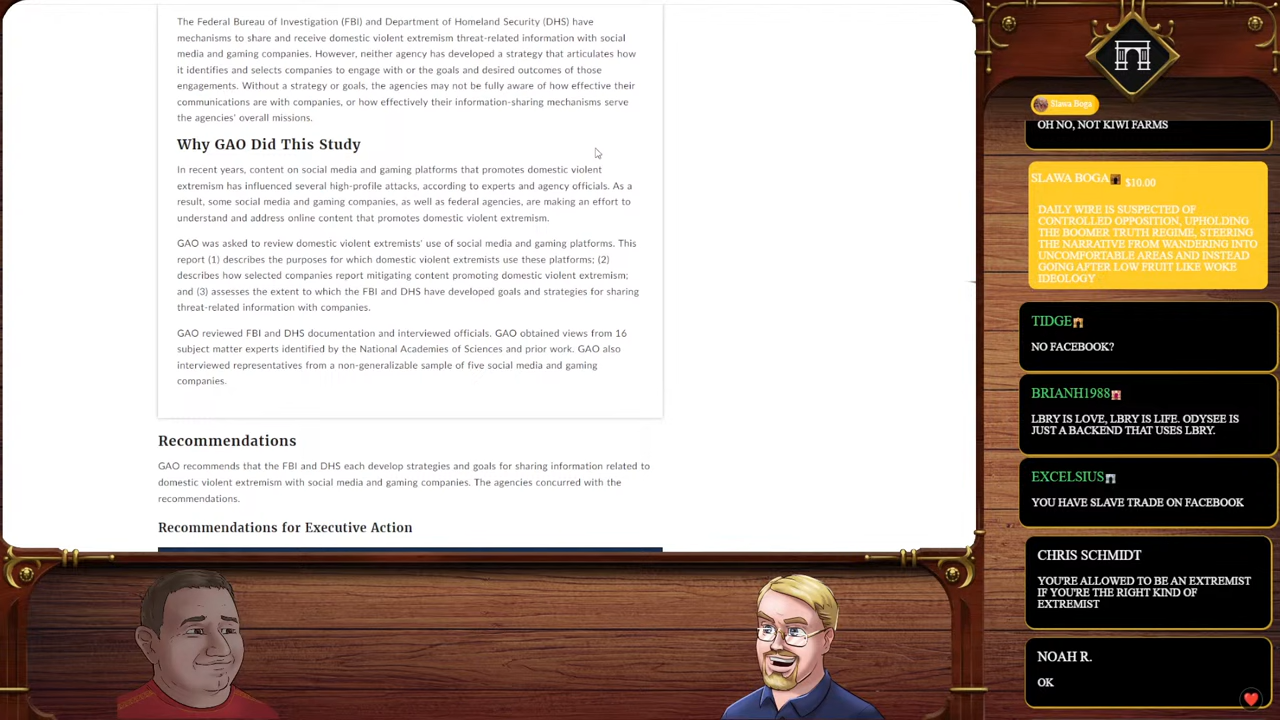 The Federal Bureau of Investigation (FBI) and Department of Homeland Security (DHS) have
mechanisms to share and receive domestic violent extremism threat-related information with social
media and gaming companies. However, neither agency has developed a strategy that articulates how
it identifies and selects companies to engage with or the goals and desired outcomes of those
engagements. Without a strategy or goals, the agencies may not be fully aware of how effective their
communications are with companies, or how effectively their information-sharing mechanisms serve
the agencies' overall missions.
Why GAO Did This Study
In recent years, content on social media and gaming platforms that promotes domestic violent
extremism has influenced several high-profile attacks, according to experts and agency officials. As a
result, some social media and gaming companies, as well as federal agencies, are making an effort to
understand and address online content that promotes domestic violent extremism.
GAO was asked to review domestic violent extremists' use of social media and gaming platforms. This
report (1) describes the purposes for which domestic violent extremists use these platforms; (2)
describes how selected companies report mitigating content promoting domestic violent extremism;
and (3) assesses the extent to which the FBI and DHS have developed goals and strategies for sharing
threat-related information with companies.
GAO reviewed FBI and DHS documentation and interviewed officials. GAO obtained views from 16
subject matter experts identified by the National Academies of Sciences and prior work. GAO also
interviewed representatives from a non-generalizable sample of five social media and gaming
companies.
Recommendations
GAO recommends that the FBI and DHS each develop strategies and goals for sharing information related to
domestic violent extremism with social media and gaming companies. The agencies concurred with the
recommendations.
Recommendations for Executive Action
Slawa Boga
OH NO, NOT KIWI FARMS
SLAWA BOGA $10.00
DAILY WIRE IS SUSPECTED OF
CONTROLLED OPPOSITION, UPHOLDING
THE BOOMER TRUTH REGIME, STEERING
THE NARRATIVE FROM WANDERING INTO
UNCOMFORTABLE AREAS AND INSTEAD
GOING AFTER LOW FRUIT LIKE WOKE
IDEOLOGY
TIDGE
NO FACEBOOK?
BRIANH1988
LBRY IS LOVE, LBRY IS LIFE. ODYSEE IS
JUST A BACKEND THAT USES LBRY.
EXCELSIUS
YOU HAVE SLAVE TRADE ON FACEBOOK
CHRIS SCHMIDT
YOU'RE ALLOWED TO BE AN EXTREMIST
IF YOU'RE THE RIGHT KIND OF
EXTREMIST
NOAH R.
OK